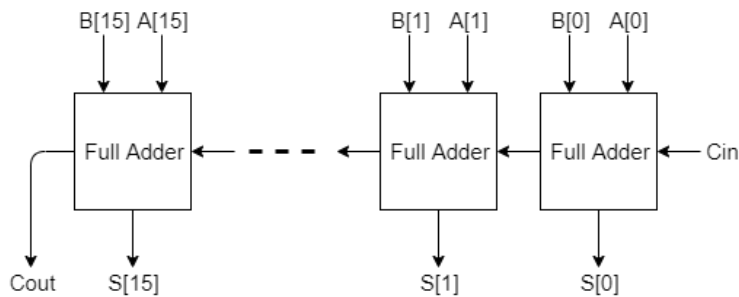 B[15] A[15] B[1] A[1] B[0] A[0]
Full Adder Full Adder Full Adder Cin
Cout S[15] S[1] S[0]